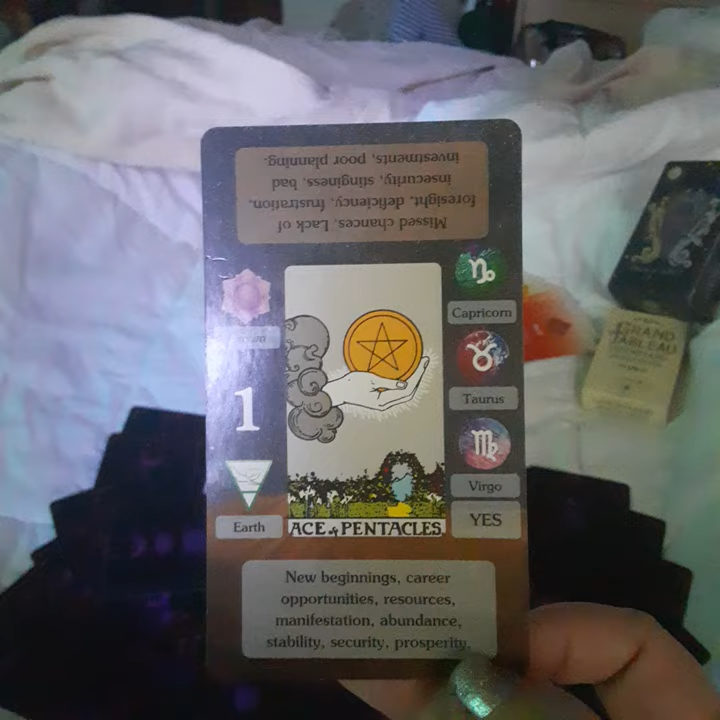 Missed chances, Lack of
foresight, deficiency, frustration,
insecurity, stinginess, bad
investments, poor planning.
Capricorn
Taurus
1
Virgo
Earth
YES
ACE of PENTACLES.
New beginnings, career
opportunities, resources,
manifestation, abundance,
stability, security, prosperity.
GRAND
TABLEAU